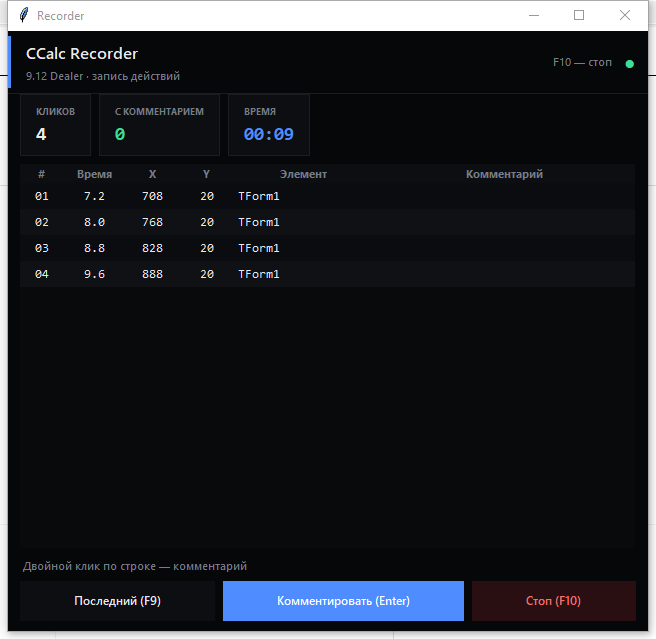 Recorder
CCalc Recorder
9.12 Dealer · запись действий
F10 — стоп
КЛИКОВ
4
С КОММЕНТАРИЕМ
0
ВРЕМЯ
00:09
# Время X Y Элемент Комментарий
01 7.2 708 20 TForm1
02 8.0 768 20 TForm1
03 8.8 828 20 TForm1
04 9.6 888 20 TForm1
Двойной клик по строке — комментарий
Последний (F9) Комментировать (Enter) Стоп (F10)